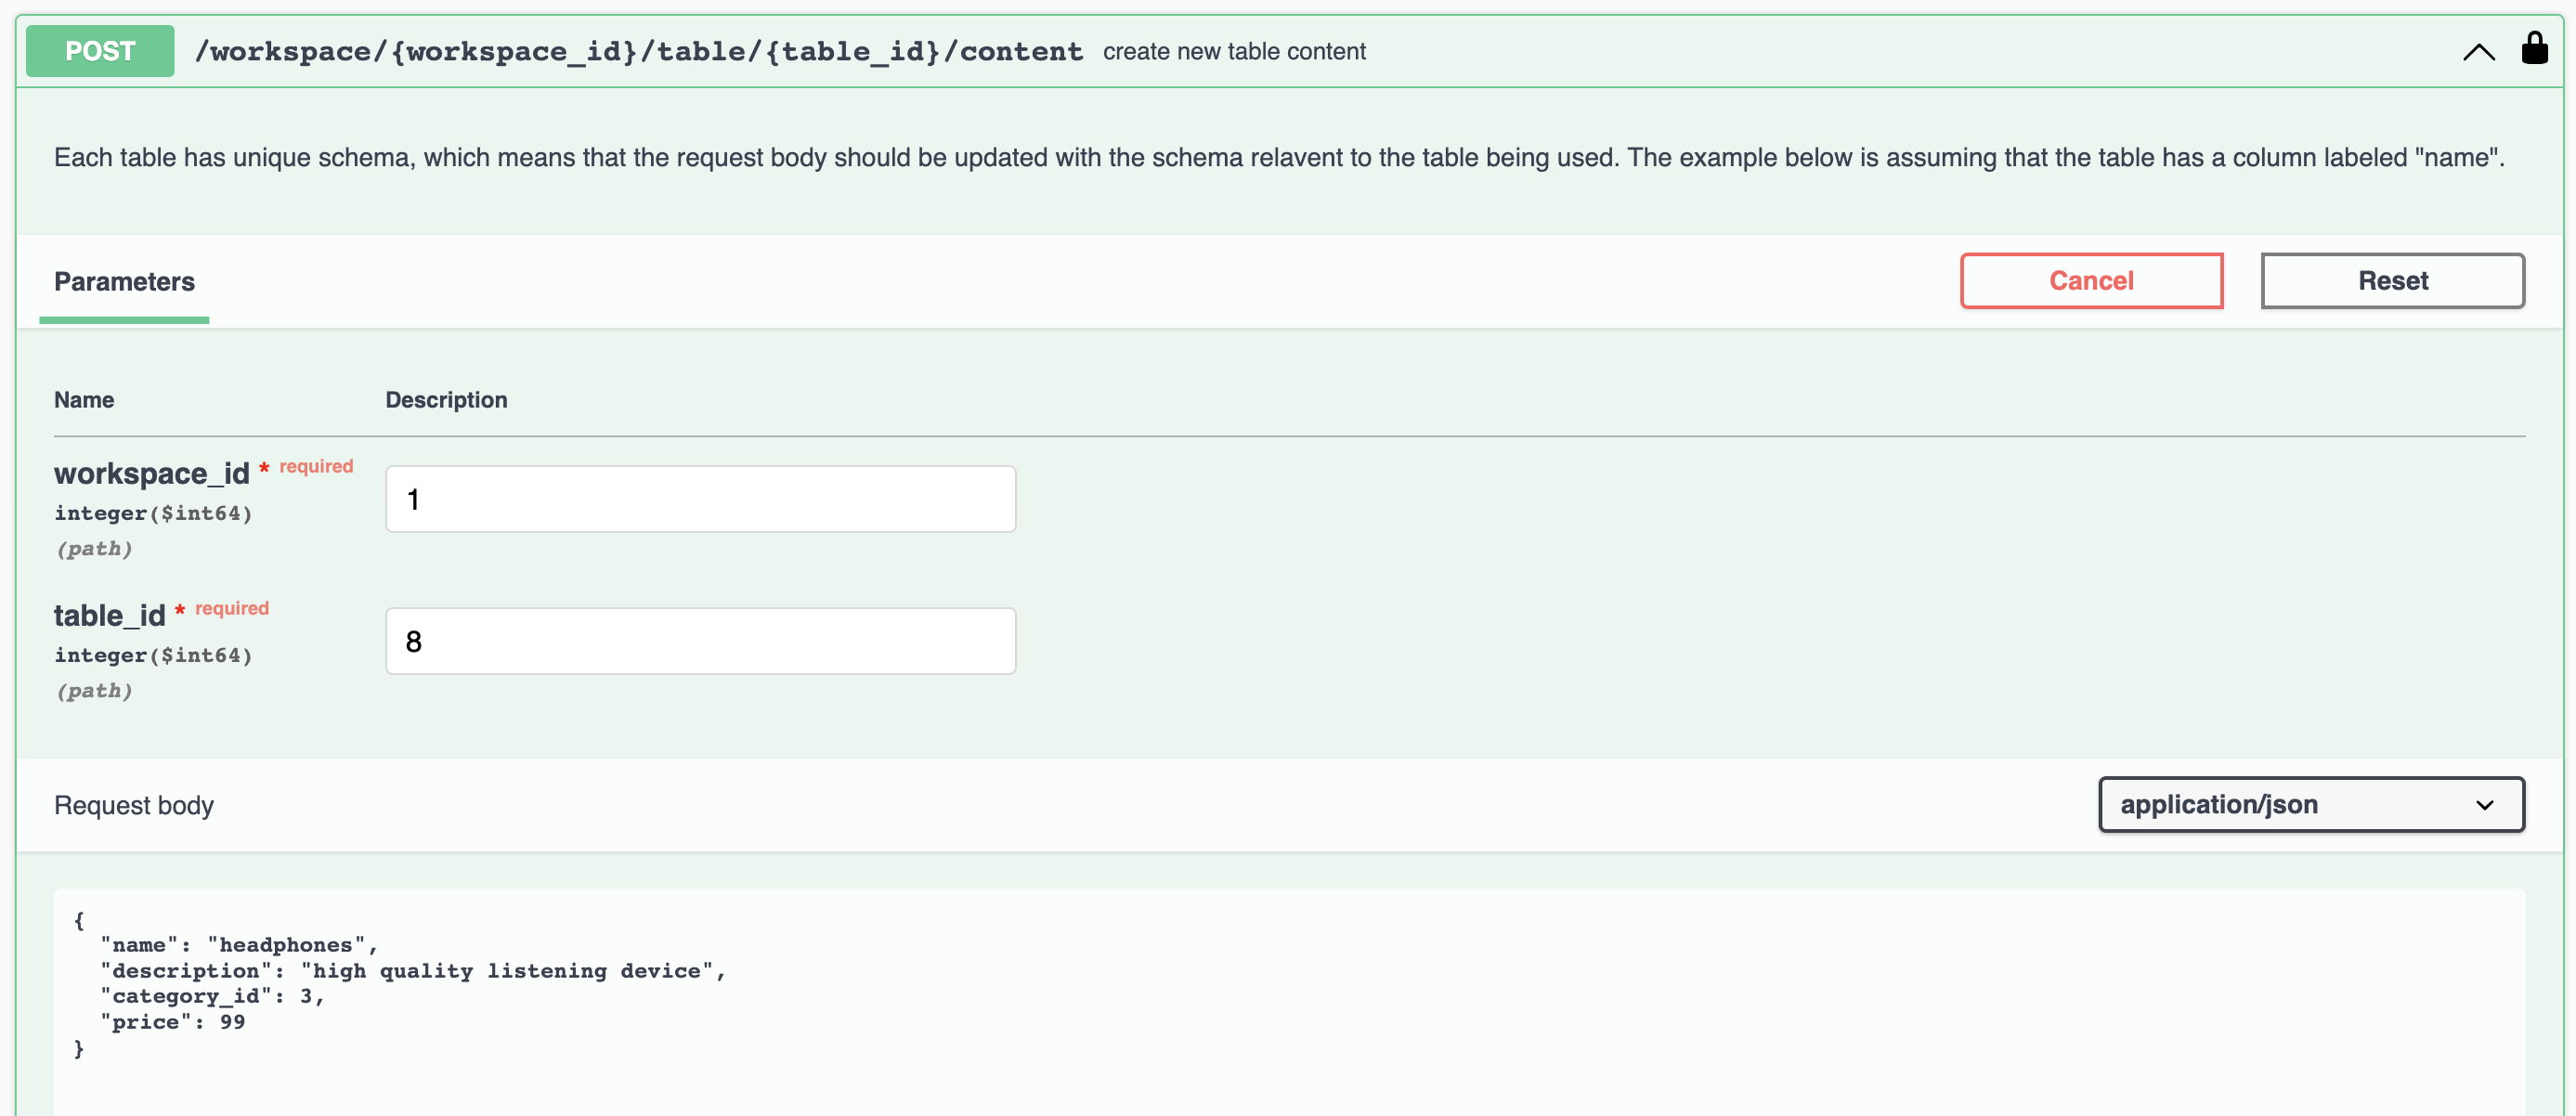 POST /workspace/{workspace_id}/table/{table_id}/content create new table content
Each table has unique schema, which means that the request body should be updated with the schema relavent to the table being used. The example below is assuming that the table has a column labeled "name".
Parameters
Cancel
Reset
Name Description
workspace_id * required
integer($int64)
(path)
1
table_id * required
integer($int64)
(path)
8
Request body
application/json
{
  "name": "headphones",
  "description": "high quality listening device",
  "category_id": 3,
  "price": 99
}